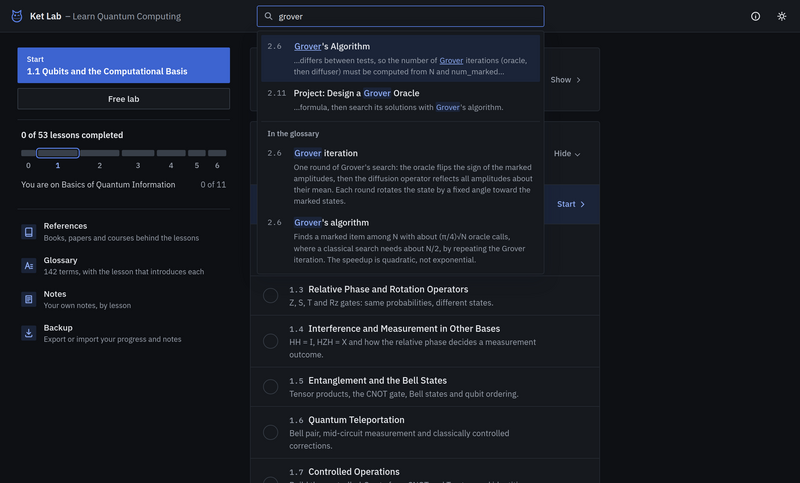 Ket Lab – Learn Quantum Computing
grover
Start
1.1 Qubits and the Computational Basis
Free lab
0 of 53 lessons completed
0 1 2 3 4 5 6
You are on Basics of Quantum Information 0 of 11
References
Books, papers and courses behind the lessons
Glossary
142 terms, with the lesson that introduces each
Notes
Your own notes, by lesson
Backup
Export or import your progress and notes
2.6 Grover's Algorithm
...differs between tests, so the number of Grover iterations (oracle,
then diffuser) must be computed from N and num_marked...
2.11 Project: Design a Grover Oracle
...formula, then search its solutions with Grover's algorithm.
In the glossary
2.6 Grover iteration
One round of Grover's search: the oracle flips the sign of the marked
amplitudes, then the diffusion operator reflects all amplitudes about
their mean. Each round rotates the state by a fixed angle toward the
marked states.
2.6 Grover's algorithm
Finds a marked item among N with about (π/4)√N oracle calls,
where a classical search needs about N/2, by repeating the Grover
iteration. The speedup is quadratic, not exponential.
Show
Hide
Start
1.3 Relative Phase and Rotation Operators
Z, S, T and Rz gates: same probabilities, different states.
1.4 Interference and Measurement in Other Bases
HH = I, HZH = X and how the relative phase decides a measurement
outcome.
1.5 Entanglement and the Bell States
Tensor products, the CNOT gate, Bell states and qubit ordering.
1.6 Quantum Teleportation
Bell pair, mid-circuit measurement and classically controlled
corrections.
1.7 Controlled Operations